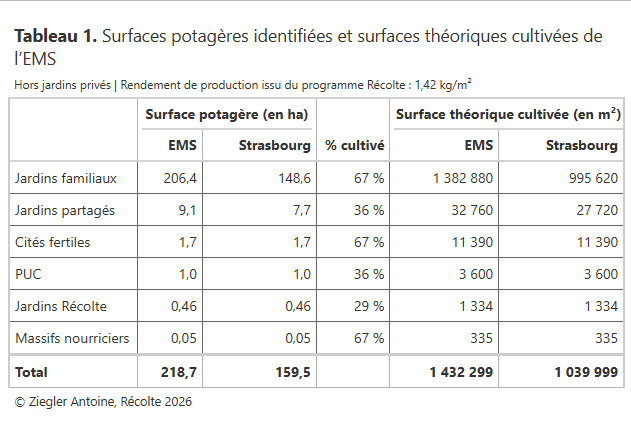 Tableau 1. Surfaces potagères identifiées et surfaces théoriques cultivées de
l'EMS
Hors jardins privés | Rendement de production issu du programme Récolte : 1,42 kg/m²
Surface potagère (en ha) Surface théorique cultivée (en m²)
EMS Strasbourg % cultivé EMS Strasbourg
Jardins familiaux 206,4 148,6 67 % 1 382 880 995 620
Jardins partagés 9,1 7,7 36 % 32 760 27 720
Cités fertiles 1,7 1,7 67 % 11 390 11 390
PUC 1,0 1,0 36 % 3 600 3 600
Jardins Récolte 0,46 0,46 29 % 1 334 1 334
Massifs nourriciers 0,05 0,05 67 % 335 335
Total 218,7 159,5 1 432 299 1 039 999
© Ziegler Antoine, Récolte 2026